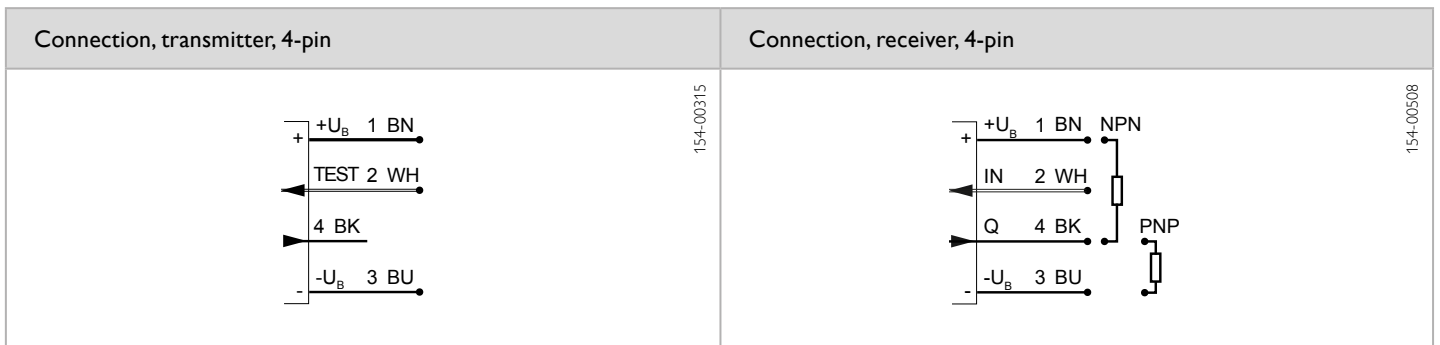 Connection, transmitter, 4-pin
Connection, receiver, 4-pin
+U_B 1 BN
+
TEST 2 WH
4 BK
-U_B 3 BU
-
154-00315
+U_B 1 BN NPN
+
IN 2 WH
Q 4 BK PNP
-U_B 3 BU
-
154-00508